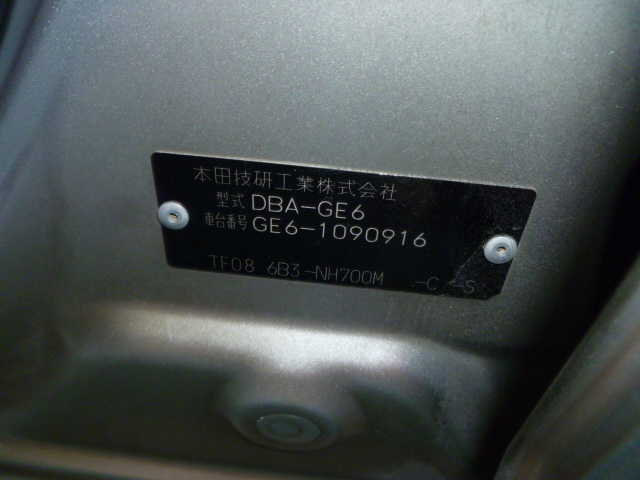 本田技研工業株式会社
型式 DBA-GE6
車台番号 GE6-1090916
TF08 6B3-NH700M -C -S